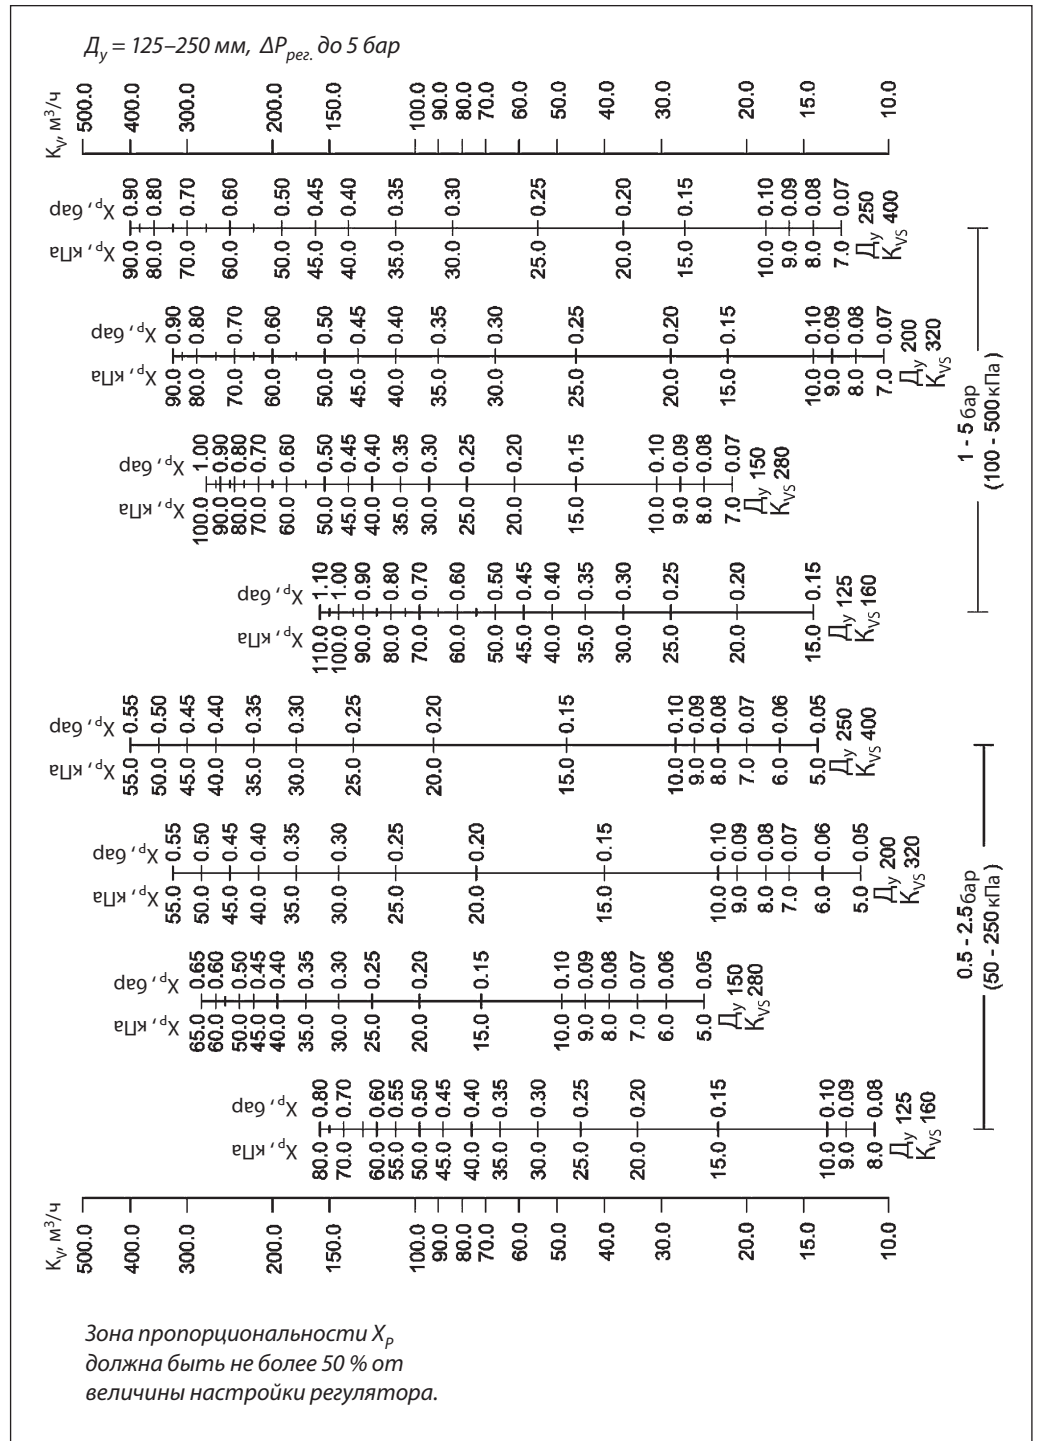 Ду = 125–250 мм, ΔPрег. до 5 бар
Kv, м³/ч
500.0 400.0 300.0 200.0 150.0 100.0 90.0 80.0 70.0 60.0 50.0 40.0 30.0 20.0 15.0 10.0
Xp, бар
0.90 0.80 0.70 0.60 0.50 0.45 0.40 0.35 0.30 0.25 0.20 0.15 0.10 0.09 0.08 0.07
Xp, кПа
90.0 80.0 70.0 60.0 50.0 45.0 40.0 35.0 30.0 25.0 20.0 15.0 10.0 9.0 8.0 7.0
Ду 250
KVS 400
Xp, бар
0.90 0.80 0.70 0.60 0.50 0.45 0.40 0.35 0.30 0.25 0.20 0.15 0.10 0.09 0.08 0.07
Xp, кПа
90.0 80.0 70.0 60.0 50.0 45.0 40.0 35.0 30.0 25.0 20.0 15.0 10.0 9.0 8.0 7.0
Ду 200
KVS 320
Xp, бар
1.00 0.90 0.80 0.70 0.60 0.50 0.45 0.40 0.35 0.30 0.25 0.20 0.15 0.10 0.09 0.08 0.07
Xp, кПа
100.0 90.0 80.0 70.0 60.0 50.0 45.0 40.0 35.0 30.0 25.0 20.0 15.0 10.0 9.0 8.0 7.0
Ду 150
KVS 280
Xp, бар
1.10 1.00 0.90 0.80 0.70 0.60 0.50 0.45 0.40 0.35 0.30 0.25 0.20 0.15
Xp, кПа
110.0 100.0 90.0 80.0 70.0 60.0 50.0 45.0 40.0 35.0 30.0 25.0 20.0 15.0
Ду 125
KVS 160
1 - 5 бар
(100 - 500 кПа)
Xp, бар
0.55 0.50 0.45 0.40 0.35 0.30 0.25 0.20 0.15 0.10 0.09 0.08 0.07 0.06 0.05
Xp, кПа
55.0 50.0 45.0 40.0 35.0 30.0 25.0 20.0 15.0 10.0 9.0 8.0 7.0 6.0 5.0
Ду 250
KVS 400
Xp, бар
0.55 0.50 0.45 0.40 0.35 0.30 0.25 0.20 0.15 0.10 0.09 0.08 0.07 0.06 0.05
Xp, кПа
55.0 50.0 45.0 40.0 35.0 30.0 25.0 20.0 15.0 10.0 9.0 8.0 7.0 6.0 5.0
Ду 200
KVS 320
Xp, бар
0.65 0.60 0.50 0.45 0.40 0.35 0.30 0.25 0.20 0.15 0.10 0.09 0.08 0.07 0.06 0.05
Xp, кПа
65.0 60.0 50.0 45.0 40.0 35.0 30.0 25.0 20.0 15.0 10.0 9.0 8.0 7.0 6.0 5.0
Ду 150
KVS 280
Xp, бар
0.80 0.70 0.60 0.55 0.50 0.45 0.40 0.35 0.30 0.25 0.20 0.15 0.10 0.09 0.08
Xp, кПа
80.0 70.0 60.0 55.0 50.0 45.0 40.0 35.0 30.0 25.0 20.0 15.0 10.0 9.0 8.0
Ду 125
KVS 160
0.5 - 2.5 бар
(50 - 250 кПа)
Kv, м³/ч
500.0 400.0 300.0 200.0 150.0 100.0 90.0 80.0 70.0 60.0 50.0 40.0 30.0 20.0 15.0 10.0
Зона пропорциональности XP
должна быть не более 50 % от
величины настройки регулятора.